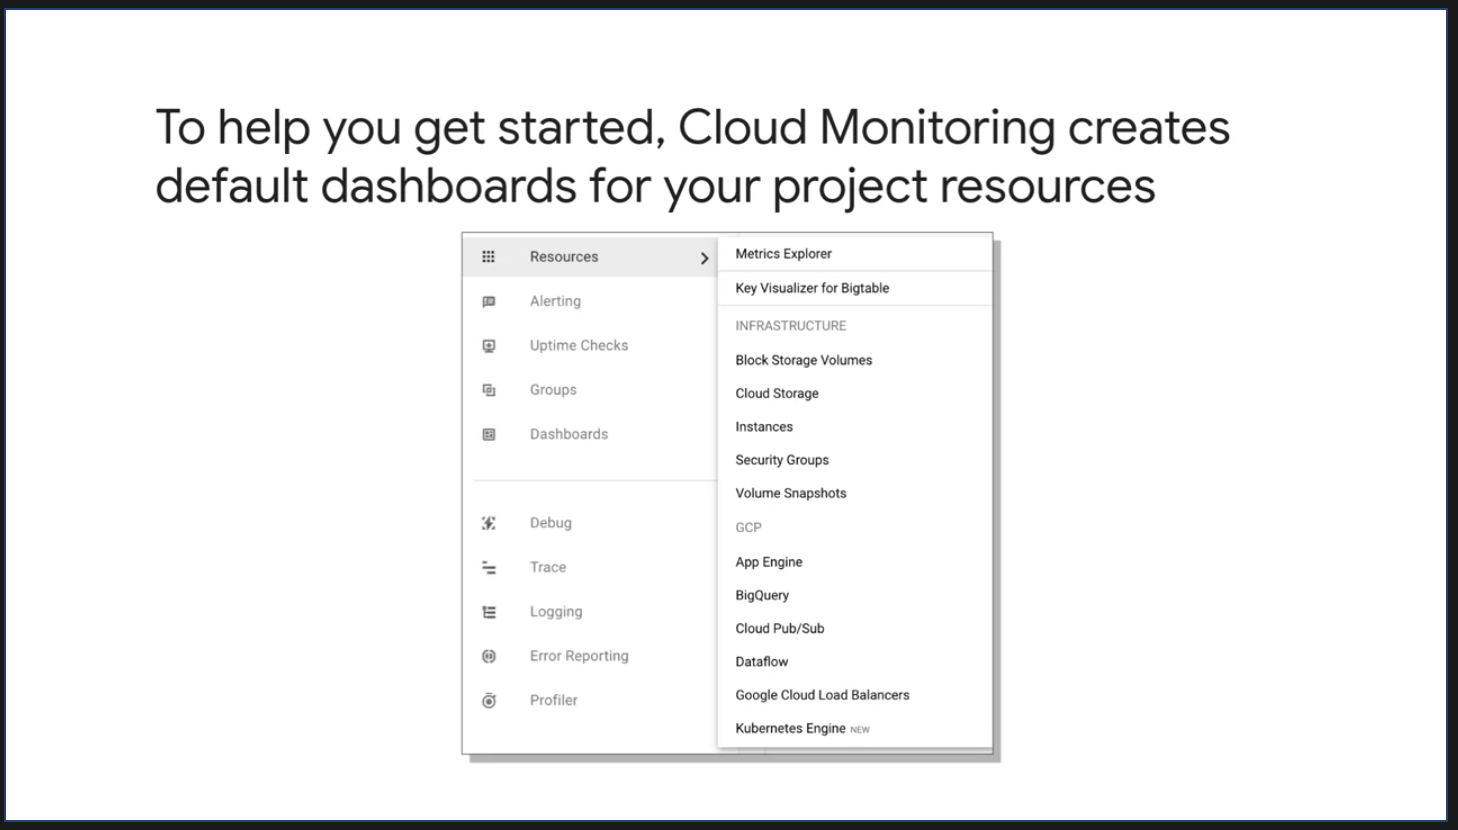 To help you get started, Cloud Monitoring creates
default dashboards for your project resources
Resources
Alerting
Uptime Checks
Groups
Dashboards
Debug
Trace
Logging
Error Reporting
Profiler
Metrics Explorer
Key Visualizer for Bigtable
INFRASTRUCTURE
Block Storage Volumes
Cloud Storage
Instances
Security Groups
Volume Snapshots
GCP
App Engine
BigQuery
Cloud Pub/Sub
Dataflow
Google Cloud Load Balancers
Kubernetes Engine NEW